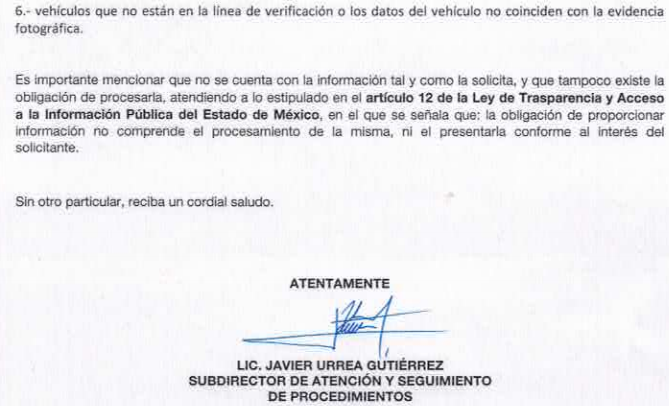 6.- vehículos que no están en la línea de verificación o los datos del vehículo no coinciden con la evidencia
fotográfica.
Es importante mencionar que no se cuenta con la información tal y como la solicita, y que tampoco existe la
obligación de procesarla, atendiendo a lo estipulado en el artículo 12 de la Ley de Trasparencia y Acceso
a la Información Pública del Estado de México, en el que se señala que: la obligación de proporcionar
información no comprende el procesamiento de la misma, ni el presentarla conforme al interés del
solicitante.
Sin otro particular, reciba un cordial saludo.
ATENTAMENTE
LIC. JAVIER URREA GUTIÉRREZ
SUBDIRECTOR DE ATENCIÓN Y SEGUIMIENTO
DE PROCEDIMIENTOS